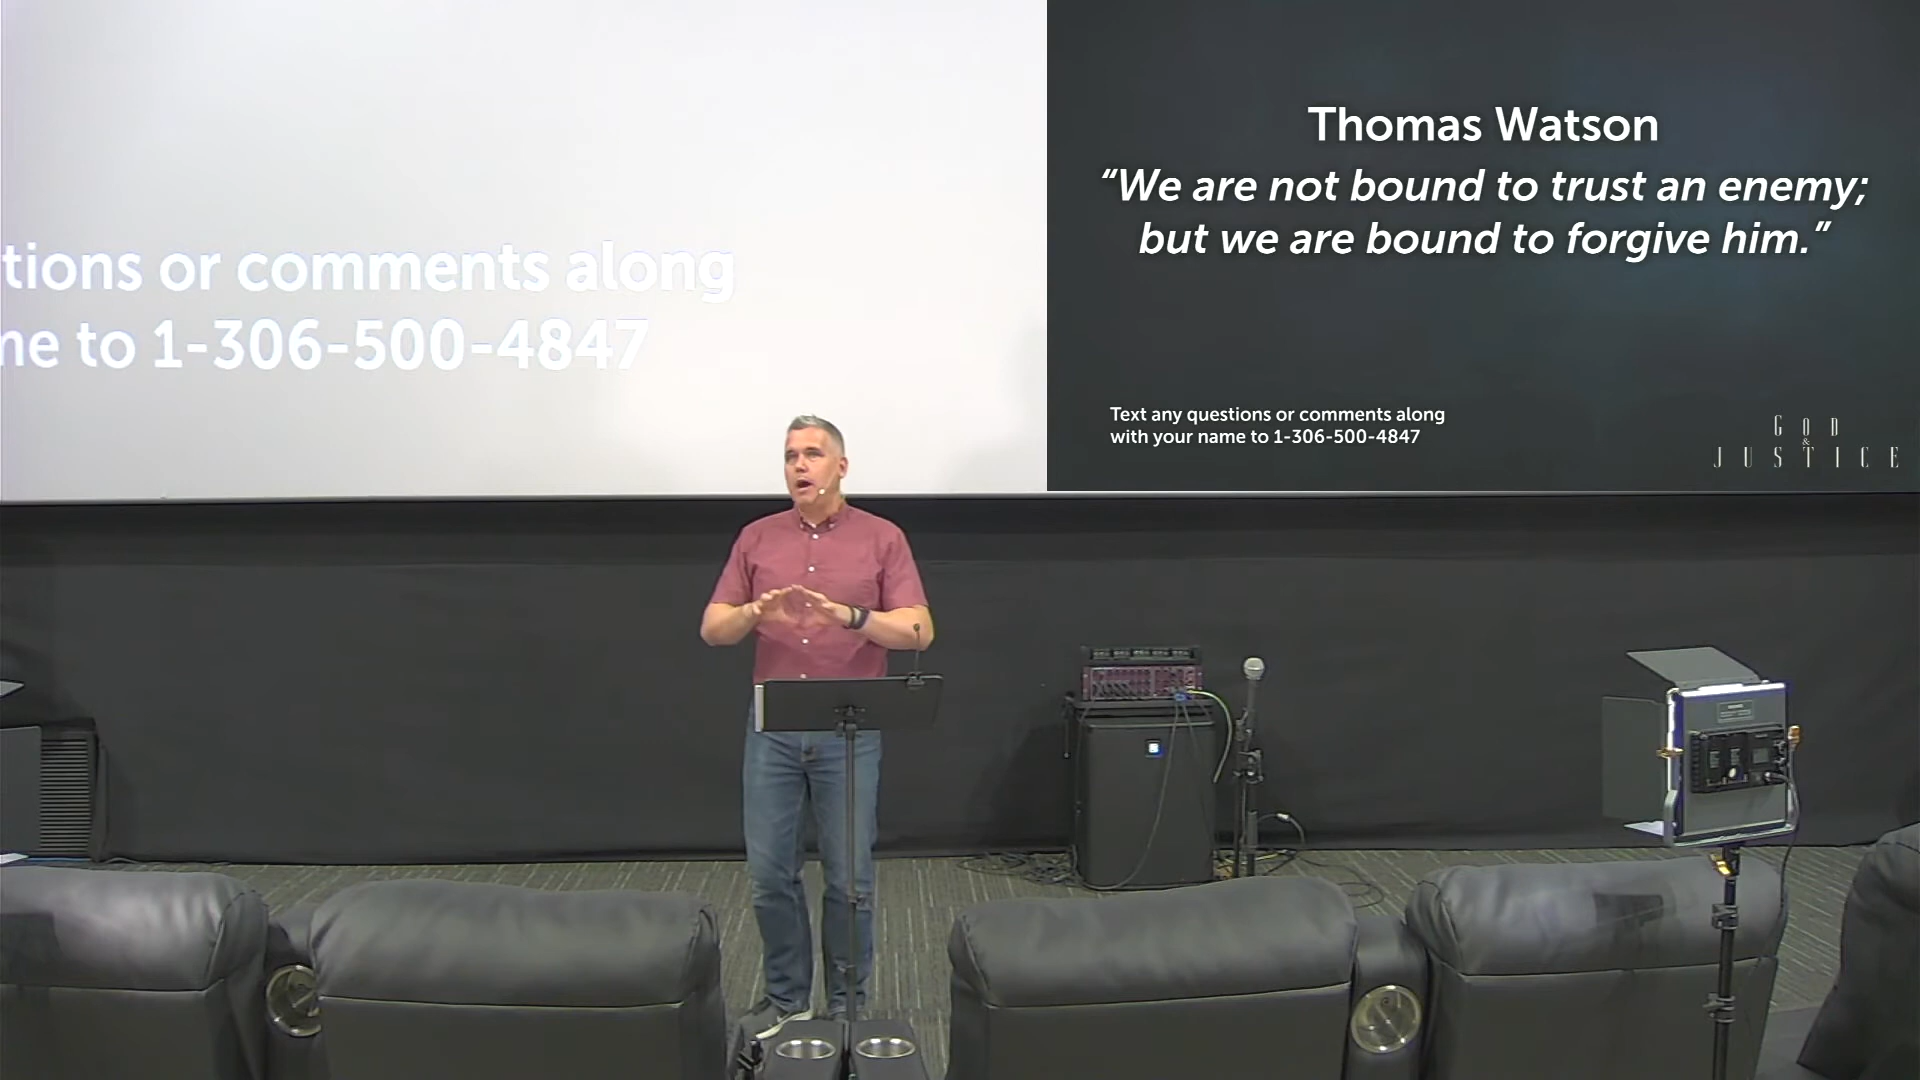 tions or comments along
me to 1-306-500-4847
Thomas Watson
“We are not bound to trust an enemy;
but we are bound to forgive him.”
Text any questions or comments along
with your name to 1-306-500-4847
GOD
&
JUSTICE